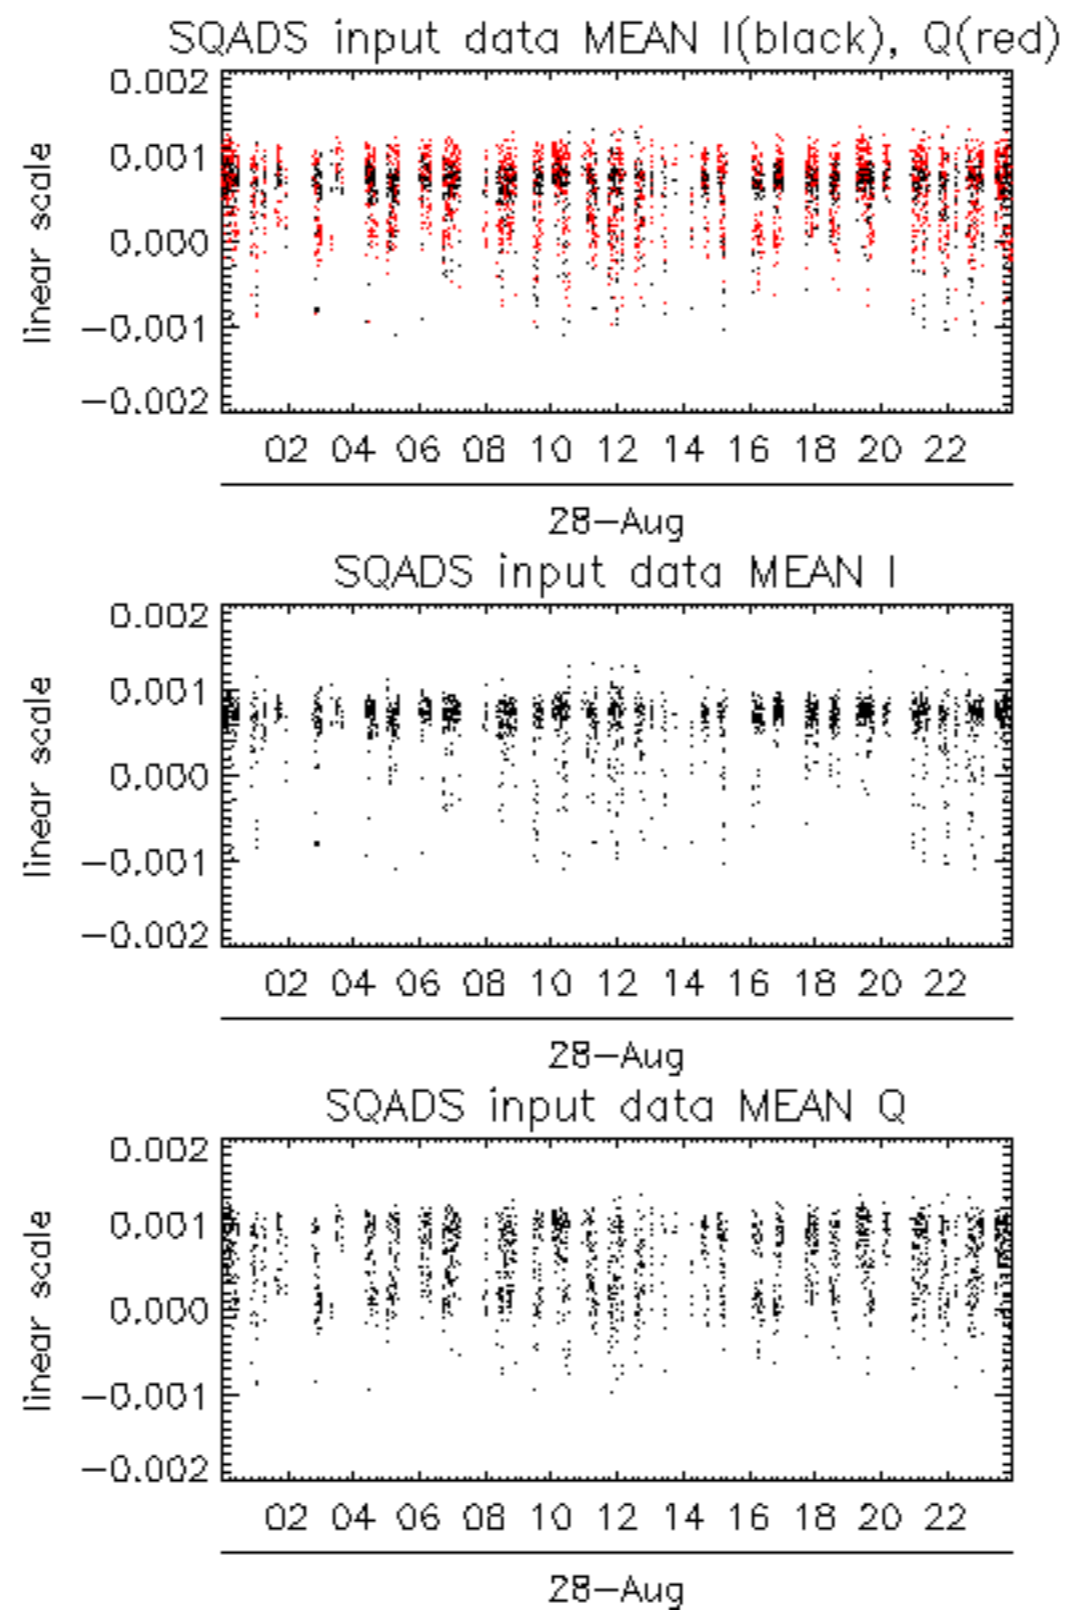 SQADS input data MEAN I(black), Q(red)
0.002
0.001
0.000
−0.001
−0.002
linear scale
02 04 06 08 10 12 14 16 18 20 22
28−Aug
SQADS input data MEAN I
0.002
0.001
0.000
−0.001
−0.002
linear scale
02 04 06 08 10 12 14 16 18 20 22
28−Aug
SQADS input data MEAN Q
0.002
0.001
0.000
−0.001
−0.002
linear scale
02 04 06 08 10 12 14 16 18 20 22
28−Aug